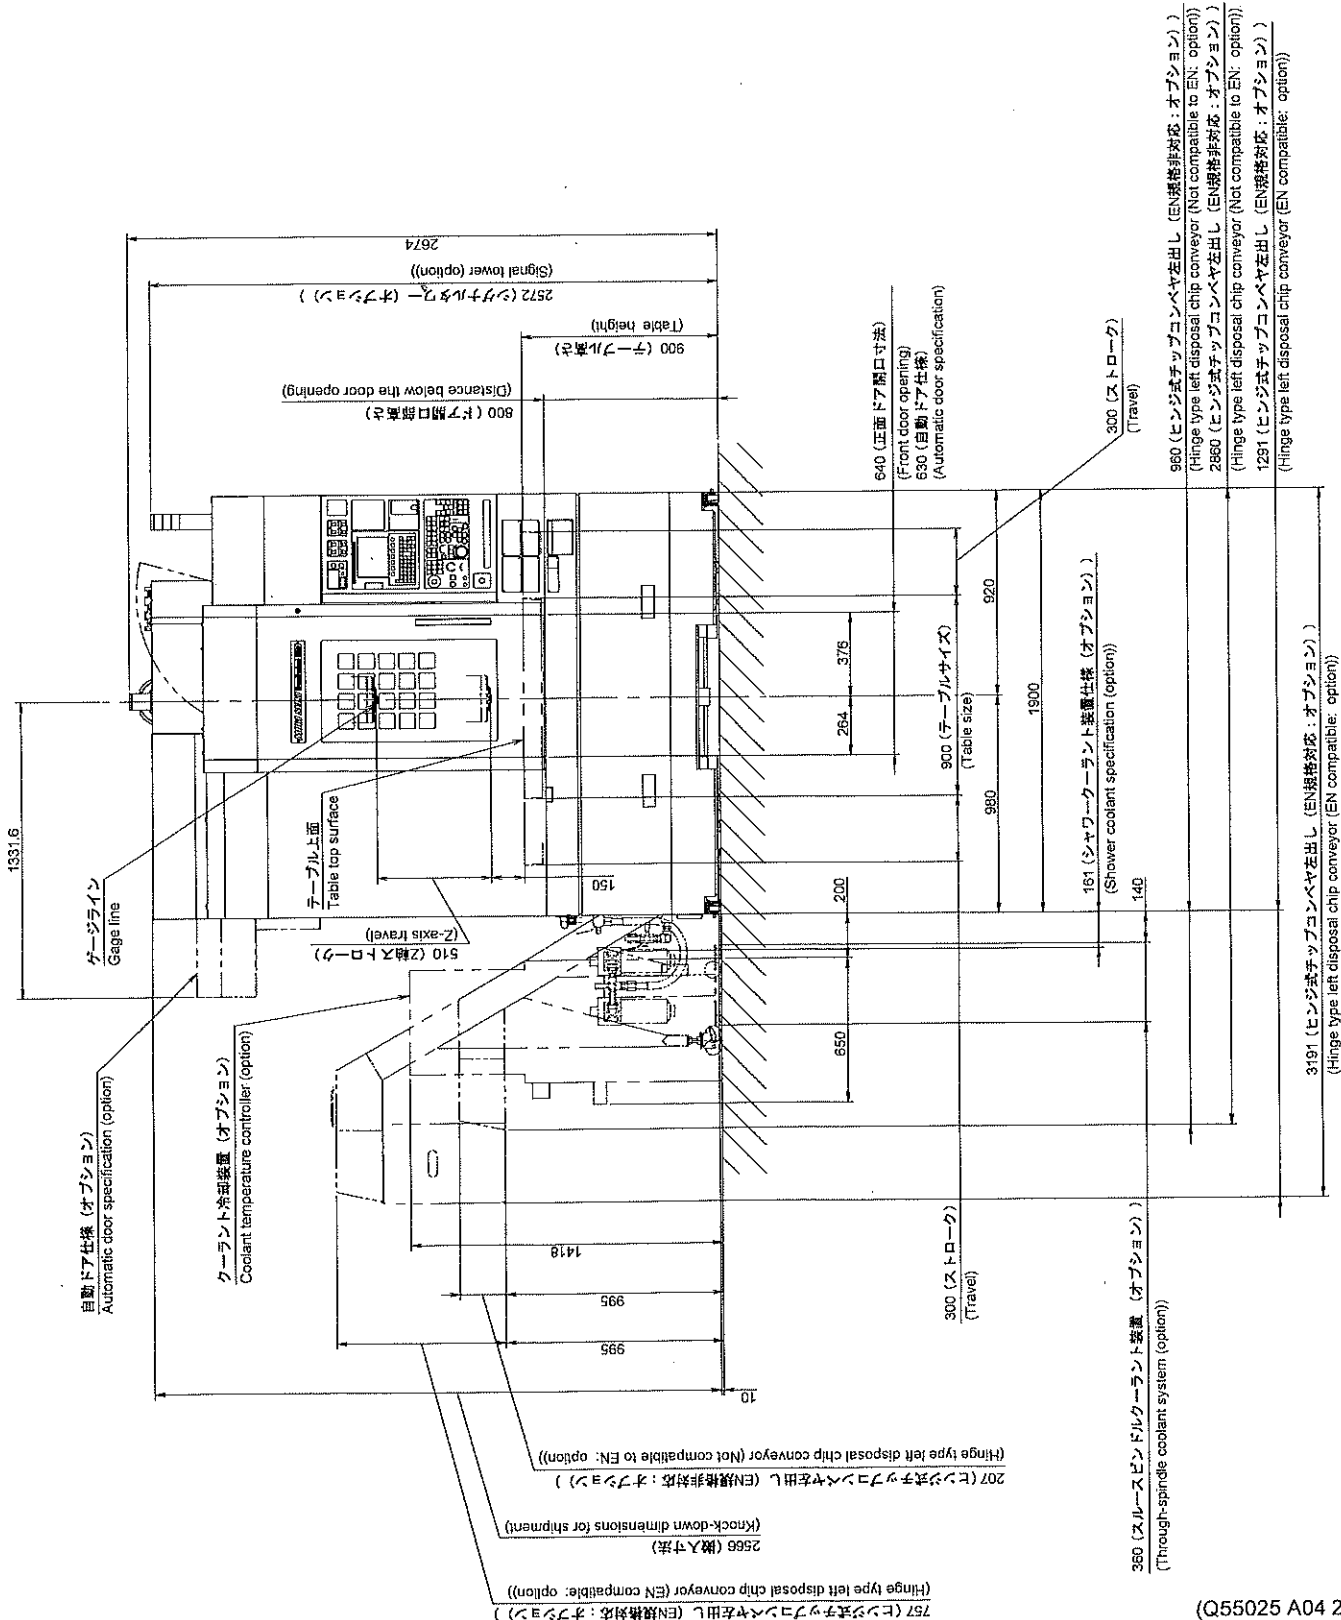 1331.6
ゲージライン
Gage line
自動ドア仕様 (オプション)
Automatic door specification (option)
クーラント冷却装置 (オプション)
Coolant temperature controller (option)
テーブル上面
Table top surface
510 (Z軸ストローク)
(Z-axis travel)
150
2674
2572 (シグナルタワー (オプション) )
(Signal tower (option))
900 (テーブル高さ)
(Table height)
800 (ドア開口部高さ)
(Distance below the door opening)
640 (正面ドア開口寸法)
(Front door opening)
630 (自動ドア仕様)
(Automatic door specification)
300 (ストローク)
(Travel)
264
376
900 (テーブルサイズ)
(Table size)
980
920
1900
200
650
161 (シャワークーラント装置仕様 (オプション) )
(Shower coolant specification (option))
140
300 (ストローク)
(Travel)
360 (スルースピンドルクーラント装置 (オプション) )
(Through-spindle coolant system (option))
960 (ヒンジ式チップコンベヤ左出し (EN規格非対応 : オプション) )
(Hinge type left disposal chip conveyor (Not compatible to EN: option))
2860 (ヒンジ式チップコンベヤ左出し (EN規格非対応 : オプション) )
(Hinge type left disposal chip conveyor (Not compatible to EN: option))
1291 (ヒンジ式チップコンベヤ左出し (EN規格対応 : オプション) )
(Hinge type left disposal chip conveyor (EN compatible: option))
3191 (ヒンジ式チップコンベヤ左出し (EN規格対応 : オプション) )
(Hinge type left disposal chip conveyor (EN compatible: option))
1418
995
995
10
207 (ヒンジ式チップコンベヤ左出し (EN規格非対応 : オプション) )
(Hinge type left disposal chip conveyor (Not compatible to EN: option))
2566 (搬入寸法)
(Knock-down dimensions for shipment)
757 (ヒンジ式チップコンベヤ左出し (EN規格対応 : オプション) )
(Hinge type left disposal chip conveyor (EN compatible: option))
(Q55025 A04 2